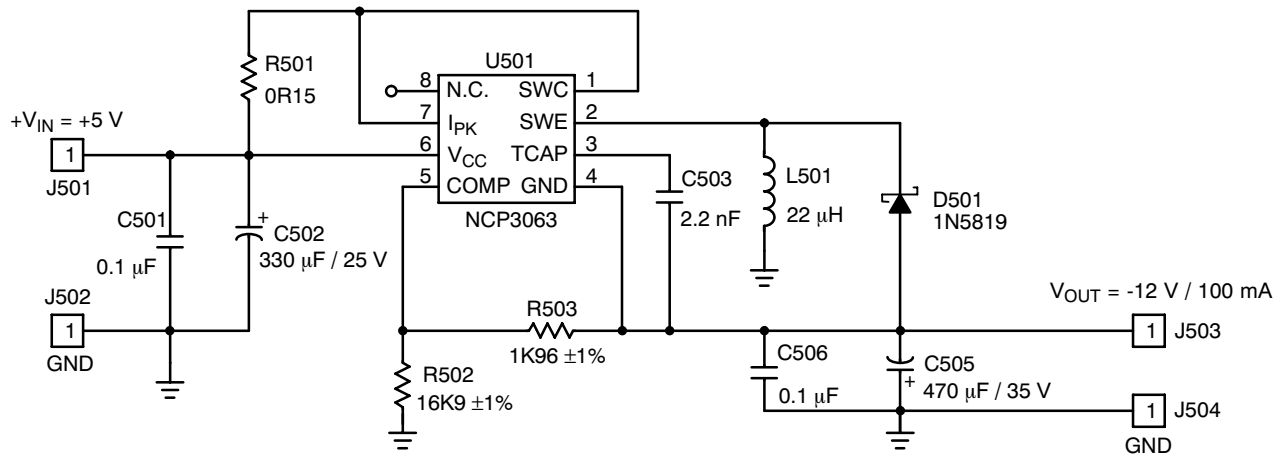 U501
R501
0R15
8 N.C. SWC 1
7 IPK SWE 2
6 VCC TCAP 3
5 COMP GND 4
NCP3063
+VIN = +5 V
1
J501
C501
0.1 μF
+
C502
330 μF / 25 V
J502
1
GND
C503
2.2 nF
L501
22 μH
D501
1N5819
R503
1K96 ±1%
R502
16K9 ±1%
C506
0.1 μF
C505
+ 470 μF / 35 V
VOUT = -12 V / 100 mA
1 J503
1 J504
GND